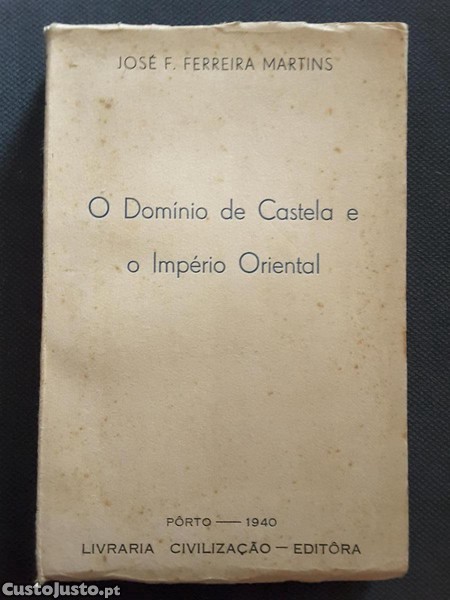 JOSÉ F. FERREIRA MARTINS
O Domínio de Castela e
o Império Oriental
PÔRTO — 1940
LIVRARIA CIVILIZAÇÃO — EDITÔRA
CustoJusto.pt